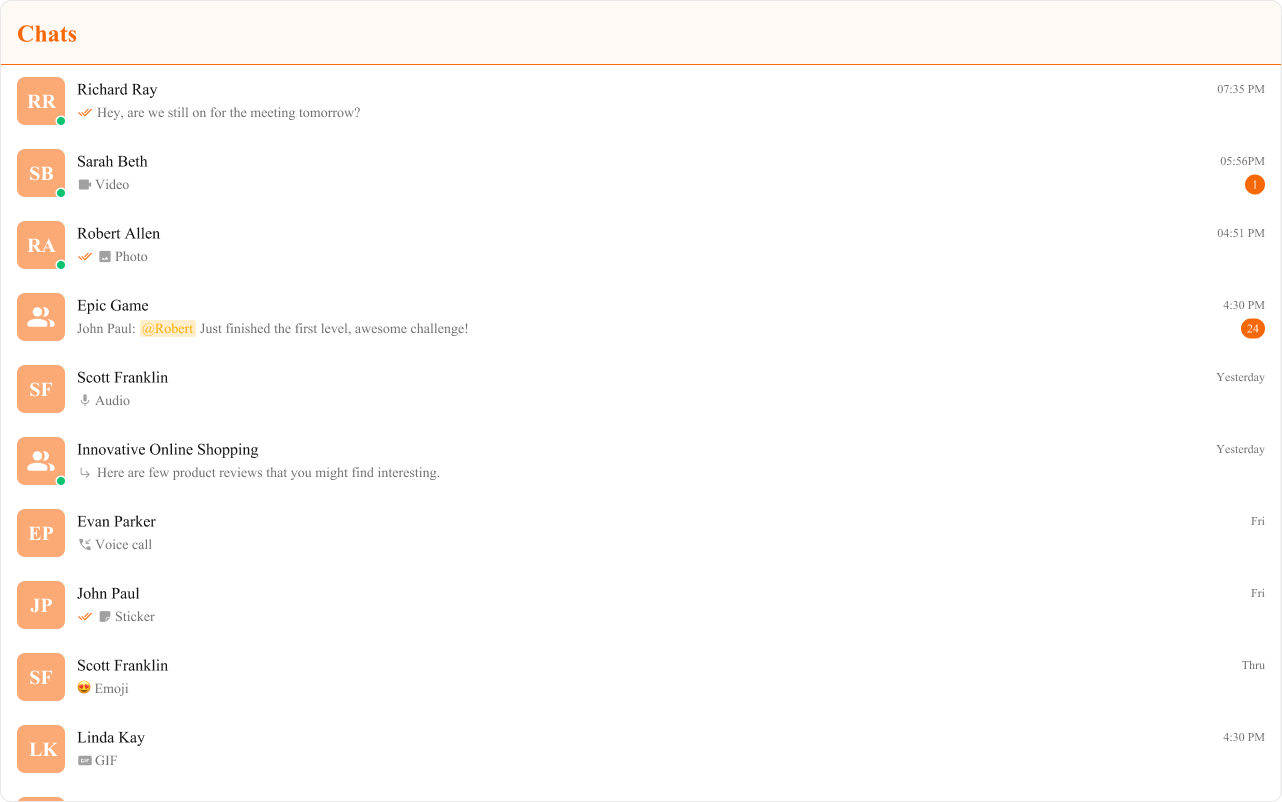 Chats
RR
Richard Ray
07:35 PM
Hey, are we still on for the meeting tomorrow?
SB
Sarah Beth
05:56PM
Video
1
RA
Robert Allen
04:51 PM
Photo
Epic Game
4:30 PM
John Paul: @Robert Just finished the first level, awesome challenge!
24
SF
Scott Franklin
Yesterday
Audio
Innovative Online Shopping
Yesterday
Here are few product reviews that you might find interesting.
EP
Evan Parker
Fri
Voice call
JP
John Paul
Fri
Sticker
SF
Scott Franklin
Thru
Emoji
LK
Linda Kay
4:30 PM
GIF
GIF